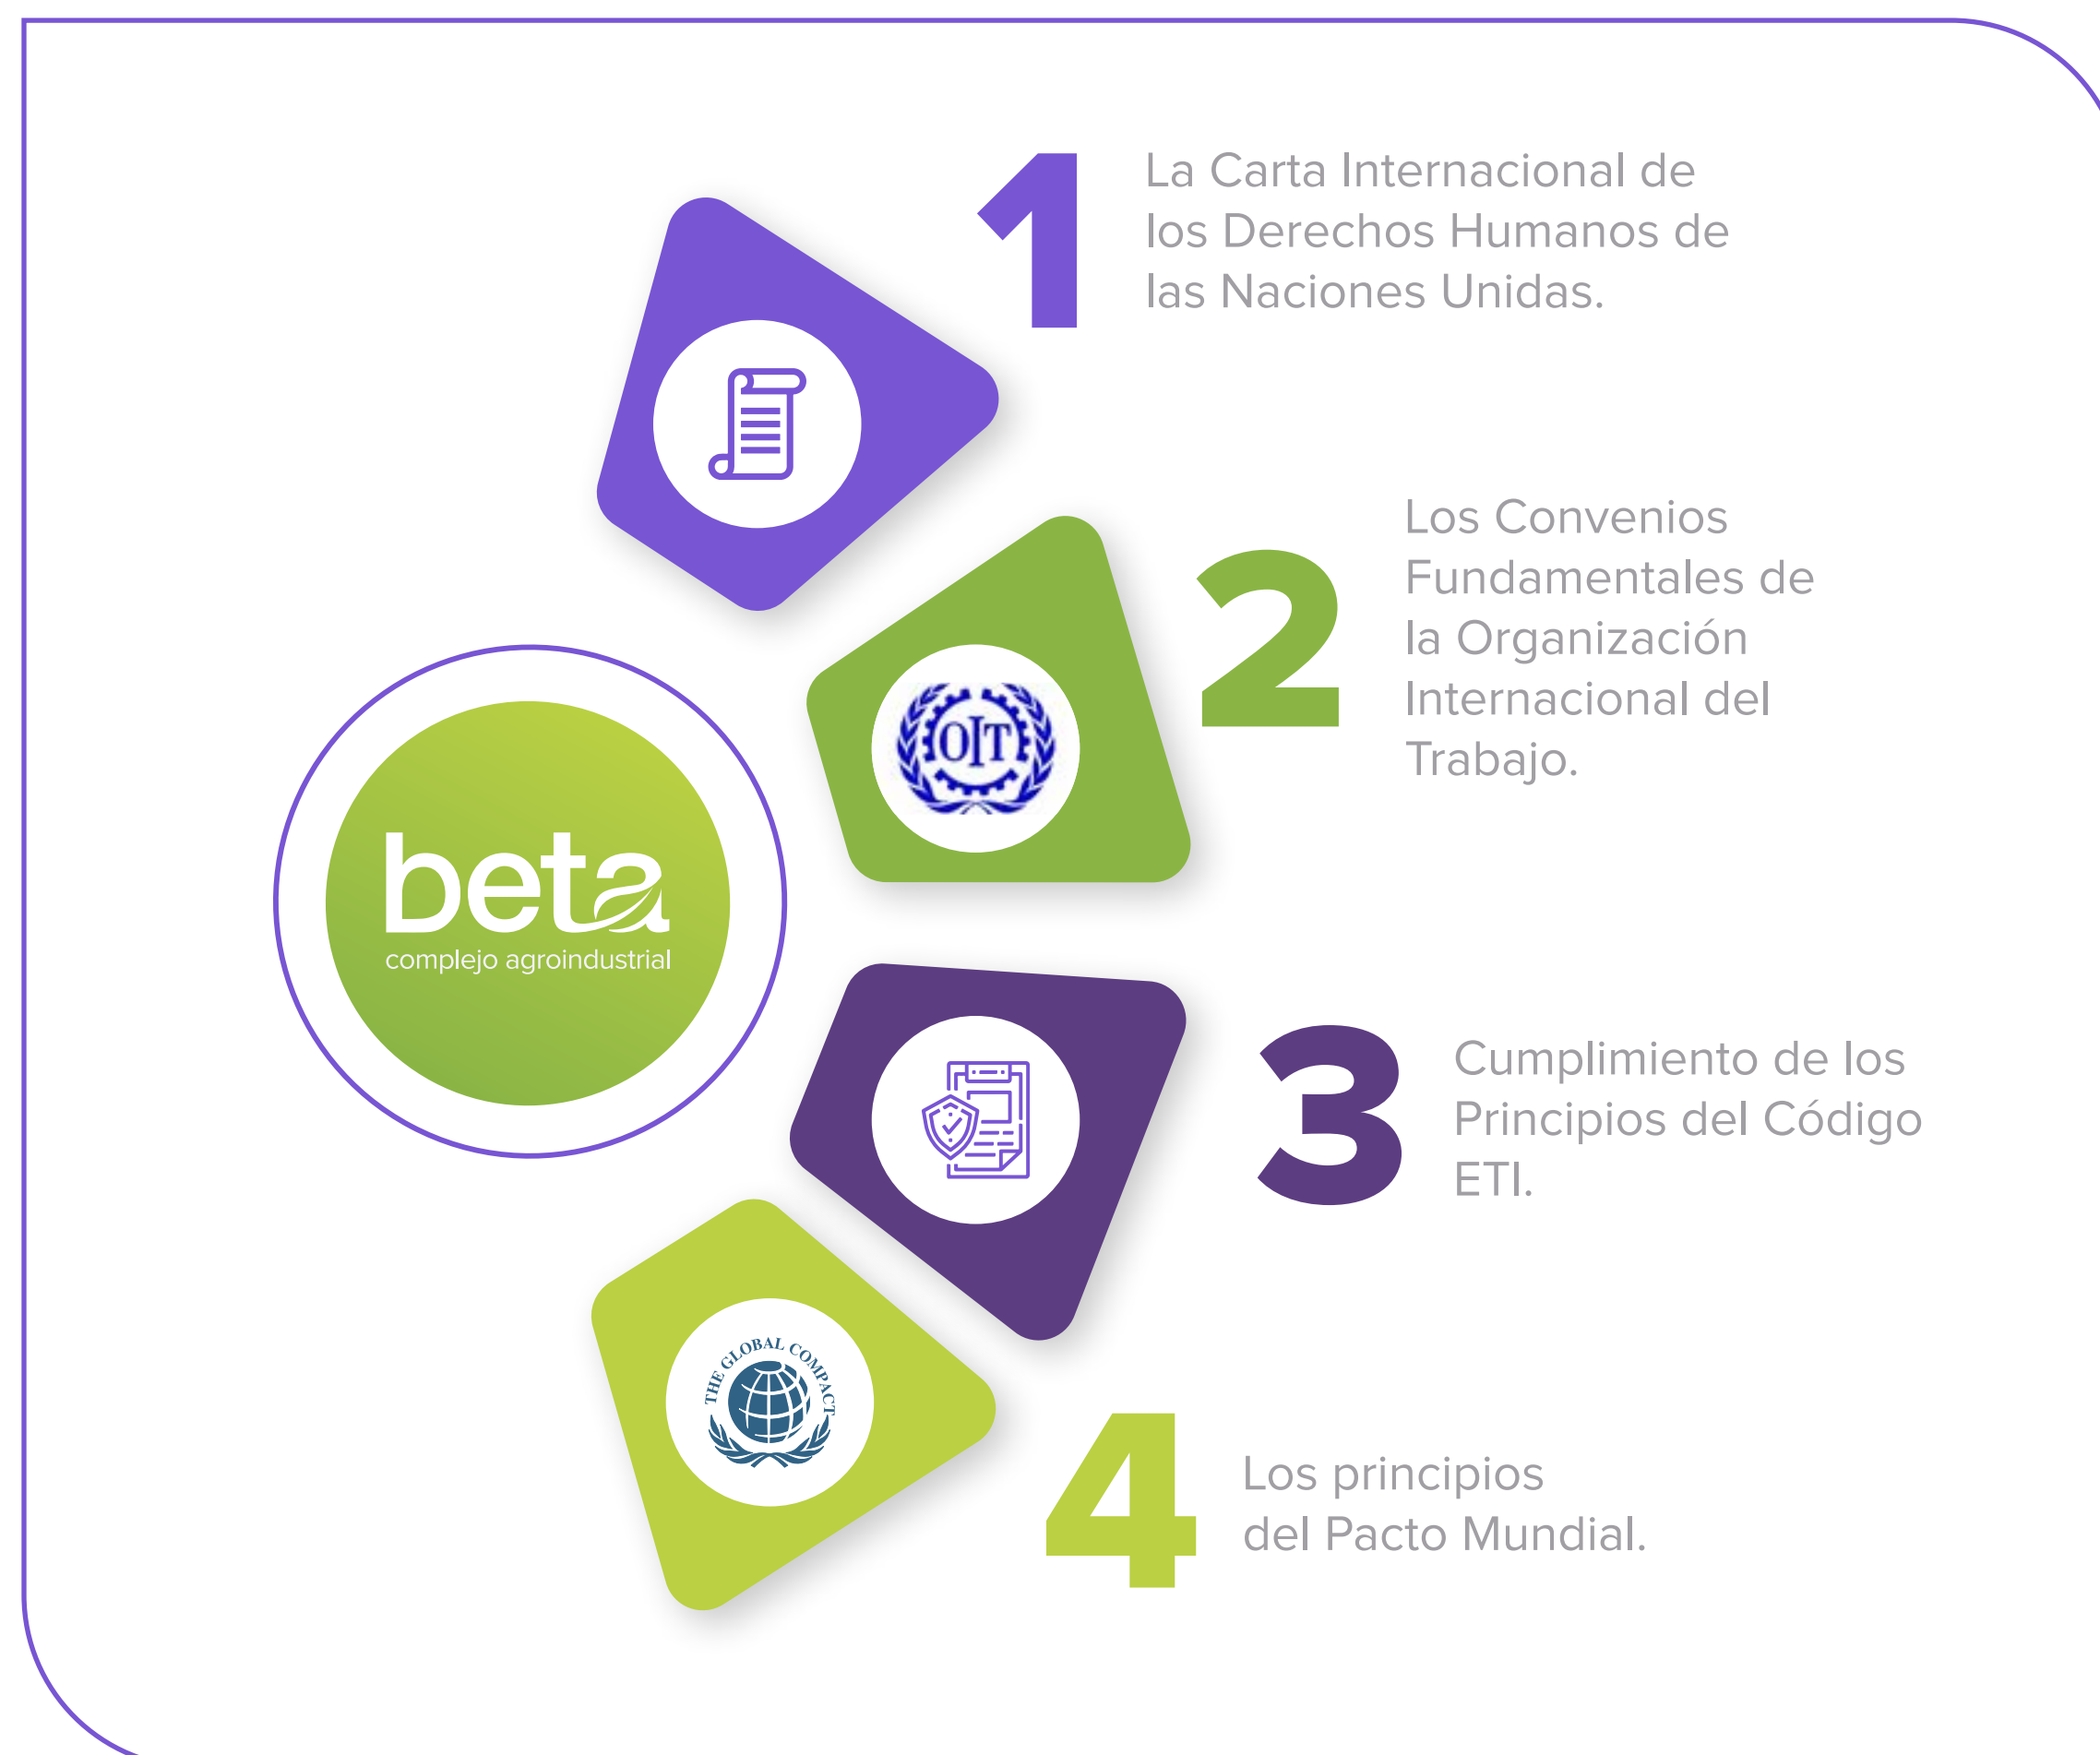 1
La Carta Internacional de
los Derechos Humanos de
las Naciones Unidas.
2
Los Convenios
Fundamentales de
la Organización
Internacional del
Trabajo.
OIT
beta
complejo agroindustrial
3
Cumplimiento de los
Principios del Código
ETI.
THE GLOBAL COMPACT
4
Los principios
del Pacto Mundial.